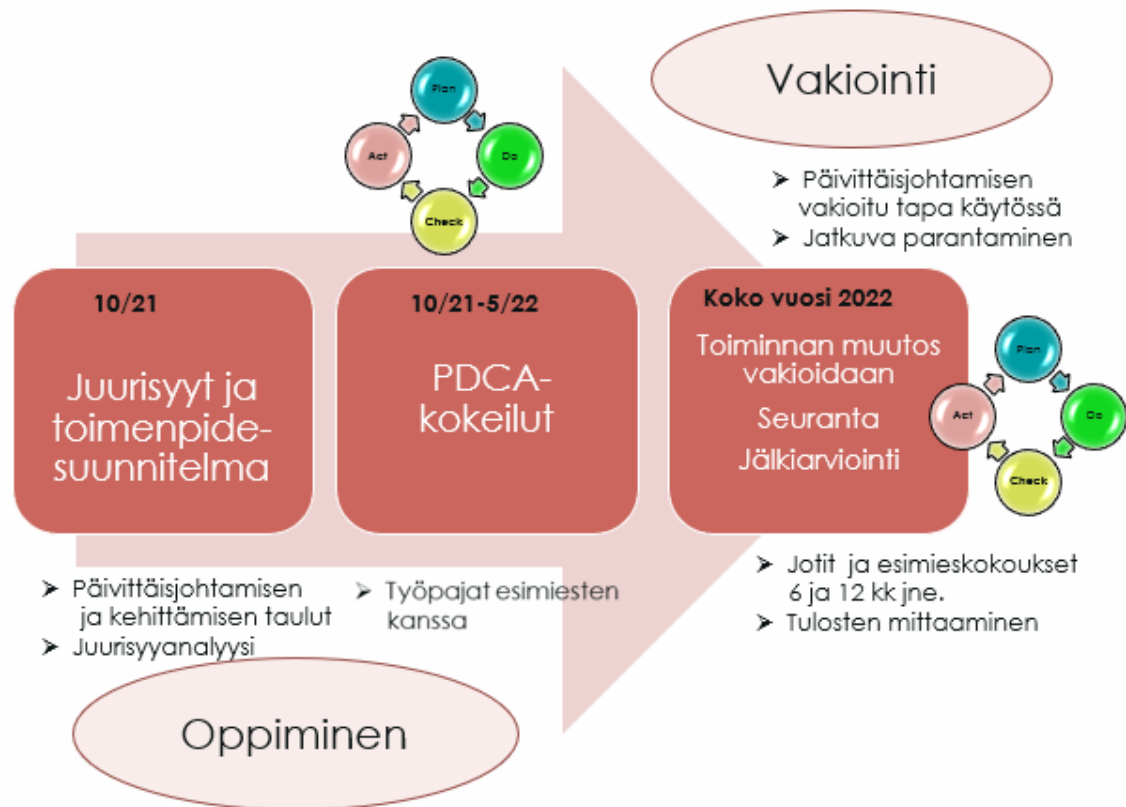 Vakiointi
Plan
Act
Do
Check
➢ Päivittäisjohtamisen
vakioitu tapa käytössä
➢ Jatkuva parantaminen
10/21
Juurisyyt ja
toimenpide-
suunnitelma
10/21-5/22
PDCA-
kokeilut
Koko vuosi 2022
Toiminnan muutos
vakioidaan
Seuranta
Jälkiarviointi
Plan
Act
Do
Check
➢ Päivittäisjohtamisen
ja kehittämisen taulut
➢ Juurisyyanalyysi
➢ Työpajat esimiesten
kanssa
➢ Jotit ja esimieskokoukset
6 ja 12 kk jne.
➢ Tulosten mittaaminen
Oppiminen